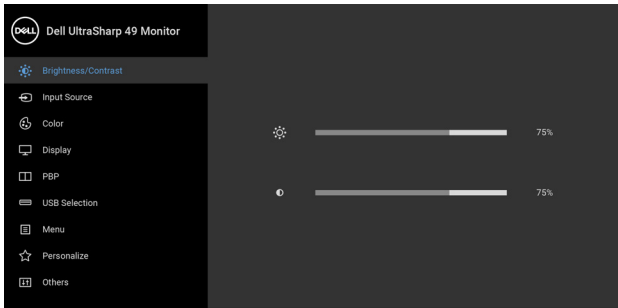 DELL Dell UltraSharp 49 Monitor
Brightness/Contrast
Input Source
Color
Display
PBP
USB Selection
Menu
Personalize
Others
75%
75%